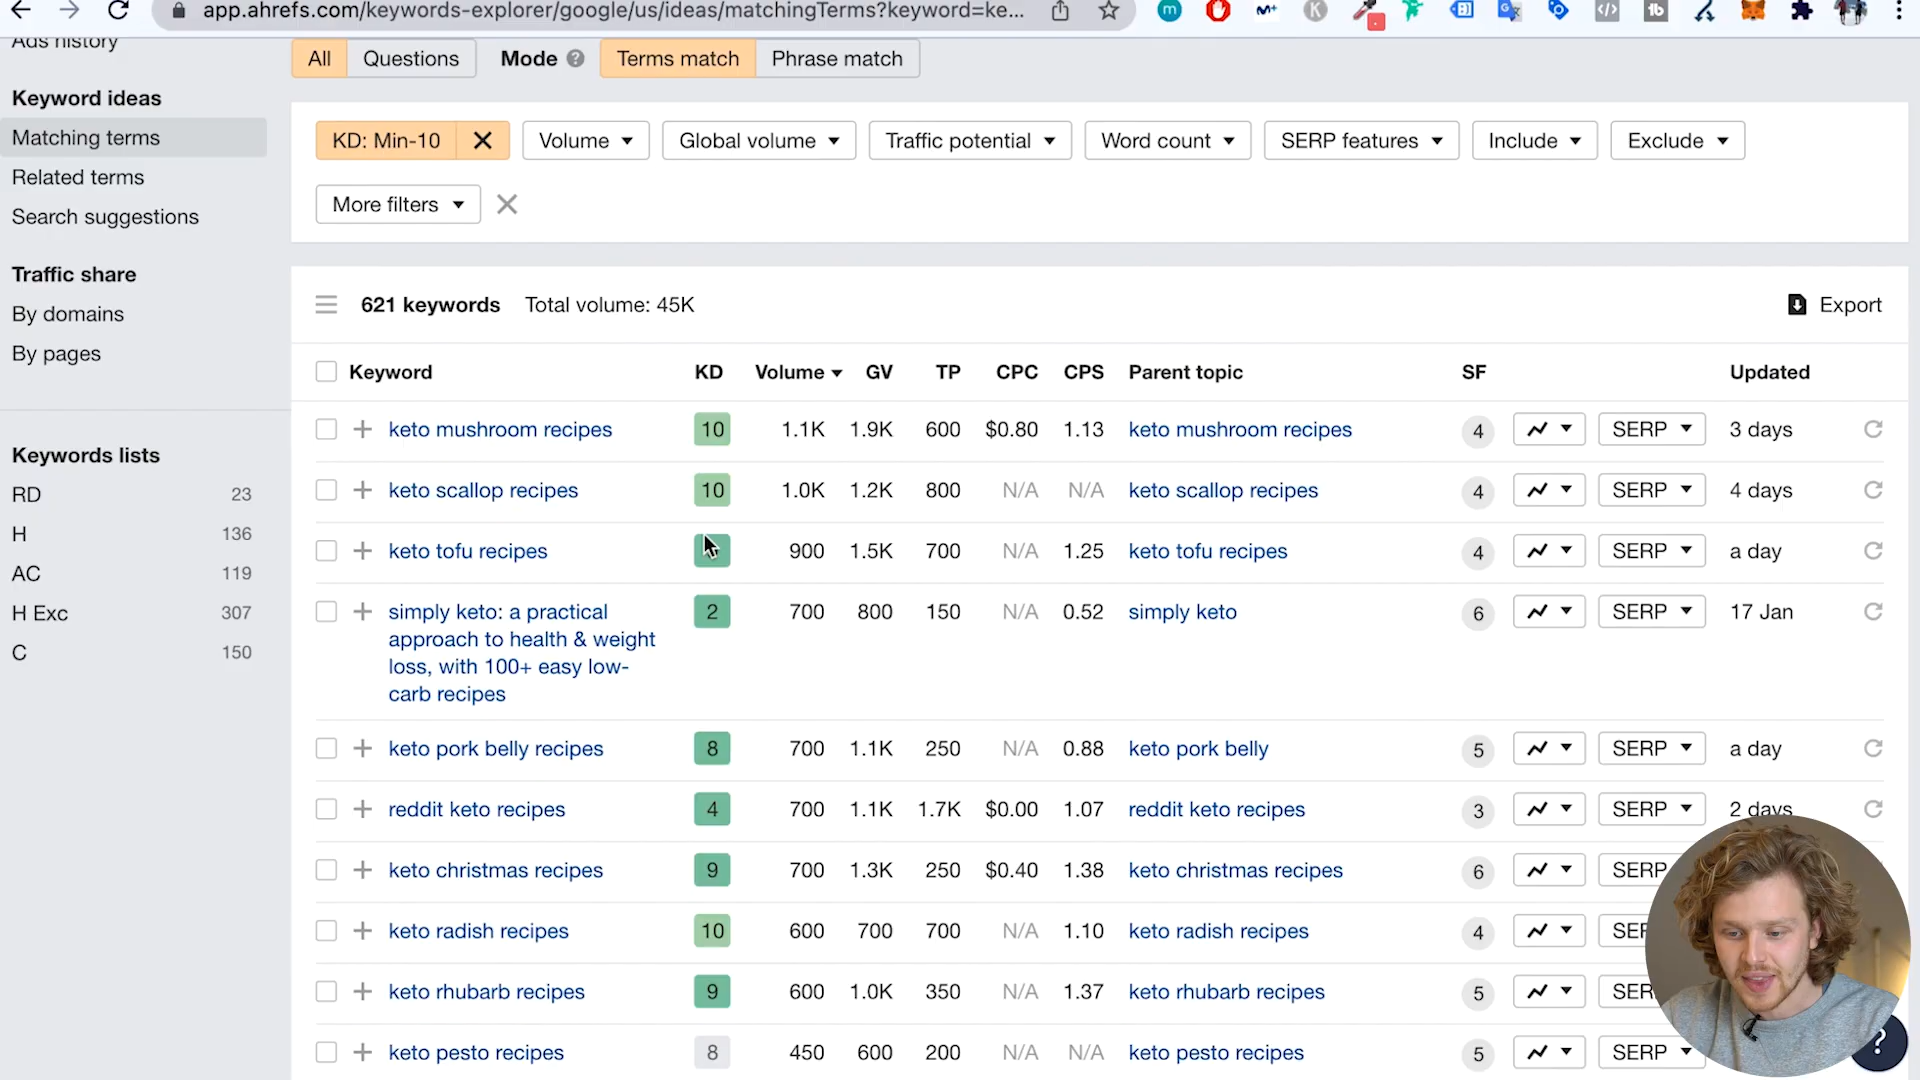 app.ahrefs.com/keywords-explorer/google/us/ideas/matchingTerms?keyword=ke...
Ads history
All Questions Mode ? Terms match Phrase match
Keyword ideas
Matching terms
Related terms
Search suggestions
Traffic share
By domains
By pages
Keywords lists
RD 23
H 136
AC 119
H Exc 307
C 150
KD: Min-10 Volume Global volume Traffic potential Word count SERP features Include Exclude
More filters
621 keywords Total volume: 45K Export
Keyword KD Volume GV TP CPC CPS Parent topic SF Updated
keto mushroom recipes 10 1.1K 1.9K 600 $0.80 1.13 keto mushroom recipes 4 SERP 3 days
keto scallop recipes 10 1.0K 1.2K 800 N/A N/A keto scallop recipes 4 SERP 4 days
keto tofu recipes 900 1.5K 700 N/A 1.25 keto tofu recipes 4 SERP a day
simply keto: a practical 2 700 800 150 N/A 0.52 simply keto 6 SERP 17 Jan
approach to health & weight
loss, with 100+ easy low-
carb recipes
keto pork belly recipes 8 700 1.1K 250 N/A 0.88 keto pork belly 5 SERP a day
reddit keto recipes 4 700 1.1K 1.7K $0.00 1.07 reddit keto recipes 3 SERP 2 days
keto christmas recipes 9 700 1.3K 250 $0.40 1.38 keto christmas recipes 6 SERP
keto radish recipes 10 600 700 700 N/A 1.10 keto radish recipes 4
keto rhubarb recipes 9 600 1.0K 350 N/A 1.37 keto rhubarb recipes 5
keto pesto recipes 8 450 600 200 N/A N/A keto pesto recipes 5 SERP
?